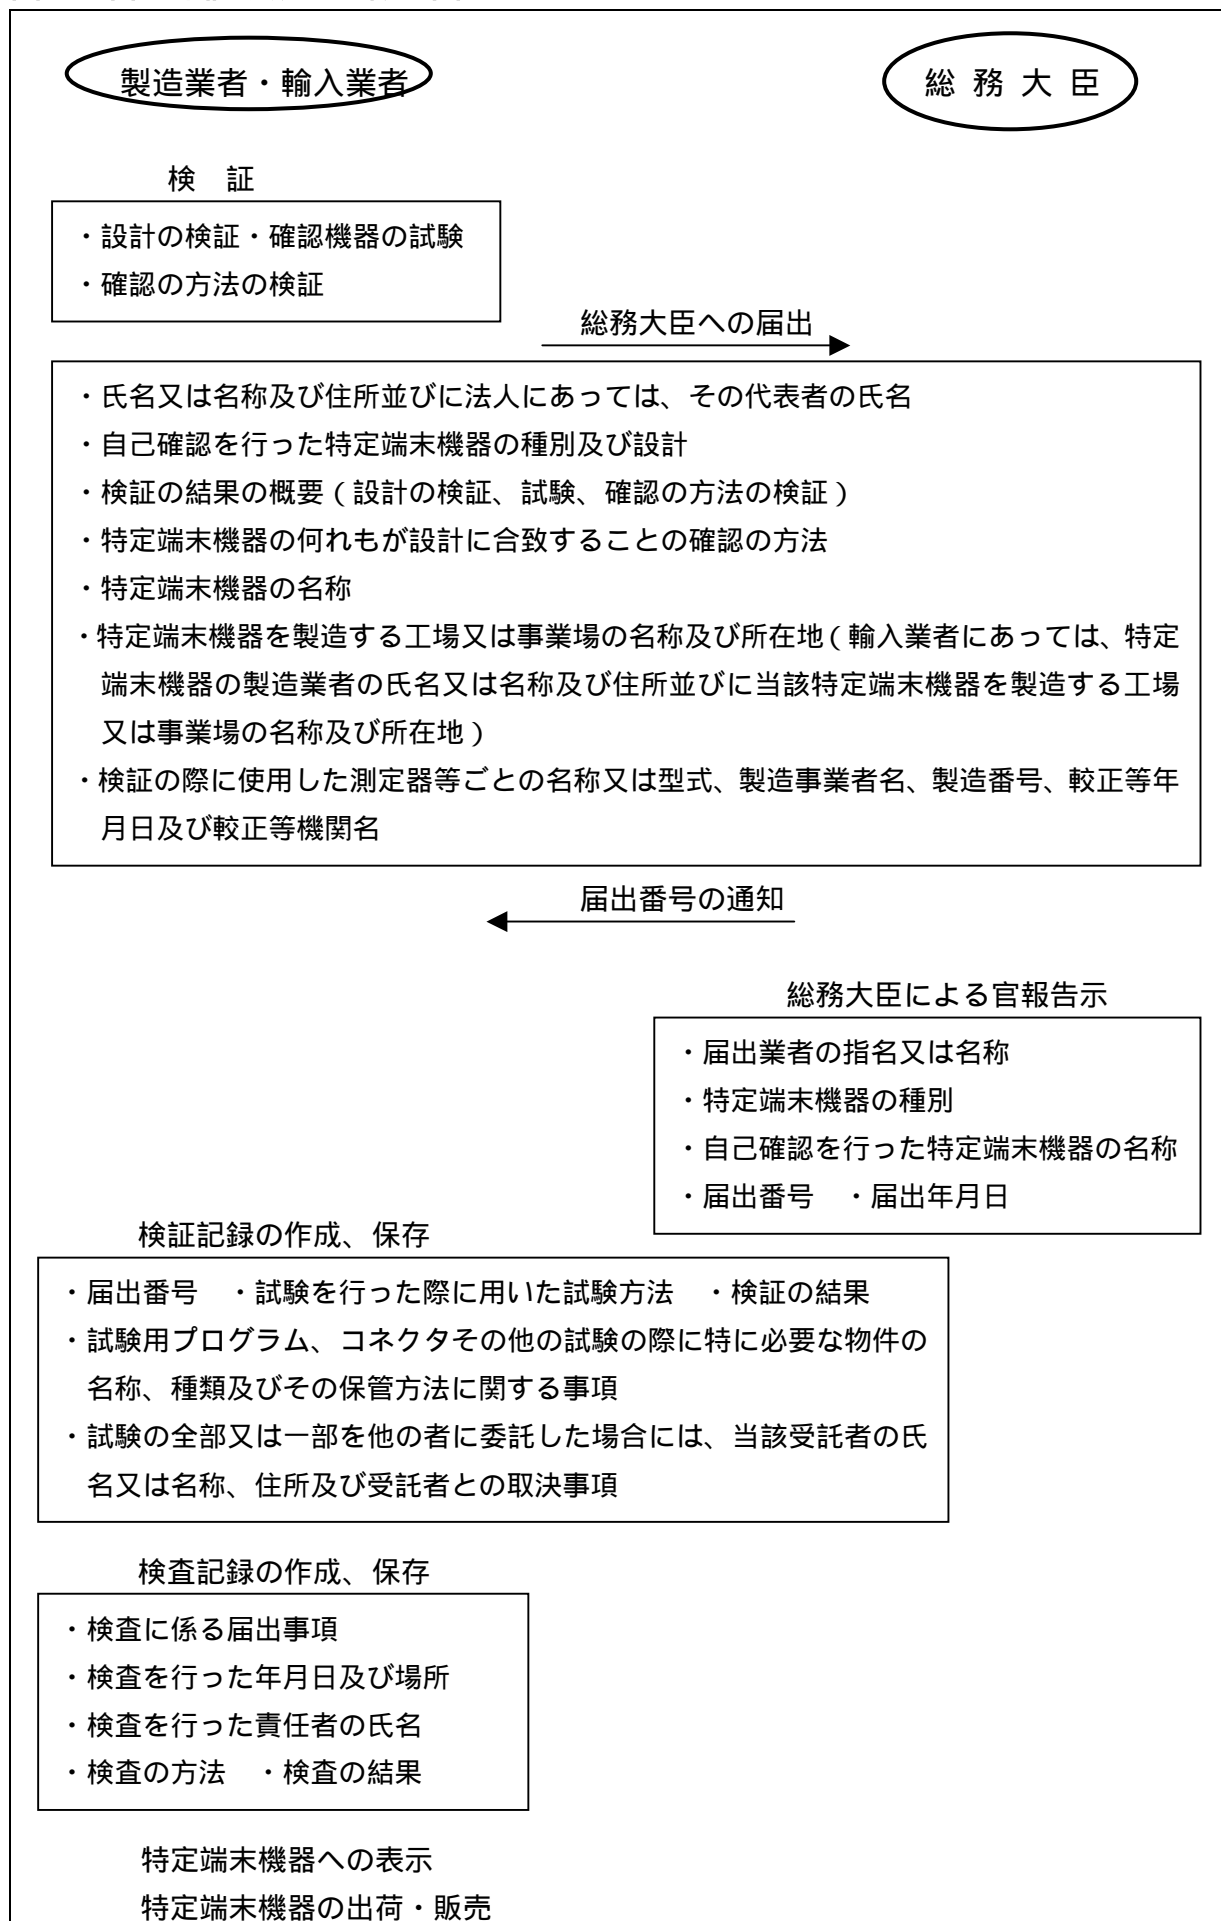 製造業者・輸入業者
総 務 大 臣
検　証
・設計の検証・確認機器の試験
・確認の方法の検証
総務大臣への届出
・氏名又は名称及び住所並びに法人にあっては、その代表者の氏名
・自己確認を行った特定端末機器の種別及び設計
・検証の結果の概要（設計の検証、試験、確認の方法の検証）
・特定端末機器の何れもが設計に合致することの確認の方法
・特定端末機器の名称
・特定端末機器を製造する工場又は事業場の名称及び所在地（輸入業者にあっては、特定
端末機器の製造業者の氏名又は名称及び住所並びに当該特定端末機器を製造する工場
又は事業場の名称及び所在地）
・検証の際に使用した測定器等ごとの名称又は型式、製造事業者名、製造番号、較正等年
月日及び較正等機関名
届出番号の通知
総務大臣による官報告示
・届出業者の指名又は名称
・特定端末機器の種別
・自己確認を行った特定端末機器の名称
・届出番号　・届出年月日
検証記録の作成、保存
・届出番号　・試験を行った際に用いた試験方法　・検証の結果
・試験用プログラム、コネクタその他の試験の際に特に必要な物件の
名称、種類及びその保管方法に関する事項
・試験の全部又は一部を他の者に委託した場合には、当該受託者の氏
名又は名称、住所及び受託者との取決事項
検査記録の作成、保存
・検査に係る届出事項
・検査を行った年月日及び場所
・検査を行った責任者の氏名
・検査の方法　・検査の結果
特定端末機器への表示
特定端末機器の出荷・販売